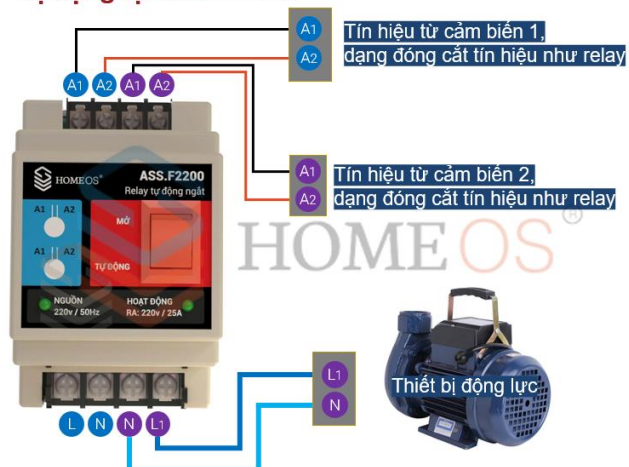 A1
A2
Tín hiệu từ cảm biến 1,
dạng đóng cắt tín hiệu như relay
A1 A2 A1 A2
A1
A2
Tín hiệu từ cảm biến 2,
dạng đóng cắt tín hiệu như relay
HOMEOS®
ASS.F2200
Relay tự động ngắt
A1 A2
MỞ
A1 A2
TỰ ĐỘNG
NGUỒN
220v / 50Hz
HOẠT ĐỘNG
RA: 220v / 25A
HOMEOS®
L1
N
Thiết bị động lực
L N N L1